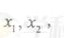 x₁, x₂,